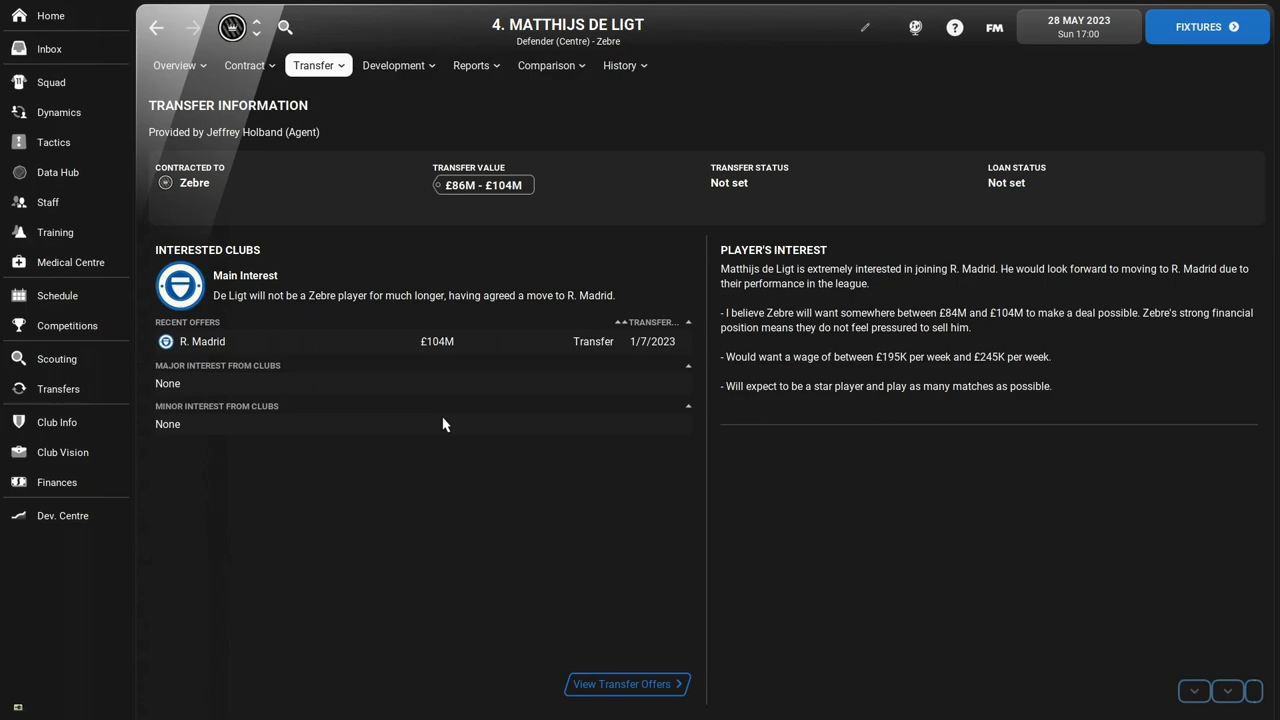 4. MATTHIJS DE LIGT
Defender (Centre) - Zebre
FM
28 MAY 2023
Sun 17:00
FIXTURES
Home
Inbox
Squad
Dynamics
Tactics
Data Hub
Staff
Training
Medical Centre
Schedule
Competitions
Scouting
Transfers
Club Info
Club Vision
Finances
Dev. Centre
Overview
Contract
Transfer
Development
Reports
Comparison
History
TRANSFER INFORMATION
Provided by Jeffrey Holband (Agent)
CONTRACTED TO
Zebre
TRANSFER VALUE
£86M - £104M
TRANSFER STATUS
Not set
LOAN STATUS
Not set
INTERESTED CLUBS
Main Interest
De Ligt will not be a Zebre player for much longer, having agreed a move to R. Madrid.
RECENT OFFERS TRANSFER...
R. Madrid £104M Transfer 1/7/2023
MAJOR INTEREST FROM CLUBS
None
MINOR INTEREST FROM CLUBS
None
View Transfer Offers
PLAYER'S INTEREST
Matthijs de Ligt is extremely interested in joining R. Madrid. He would look forward to moving to R. Madrid due to
their performance in the league.
- I believe Zebre will want somewhere between £84M and £104M to make a deal possible. Zebre's strong financial
position means they do not feel pressured to sell him.
- Would want a wage of between £195K per week and £245K per week.
- Will expect to be a star player and play as many matches as possible.